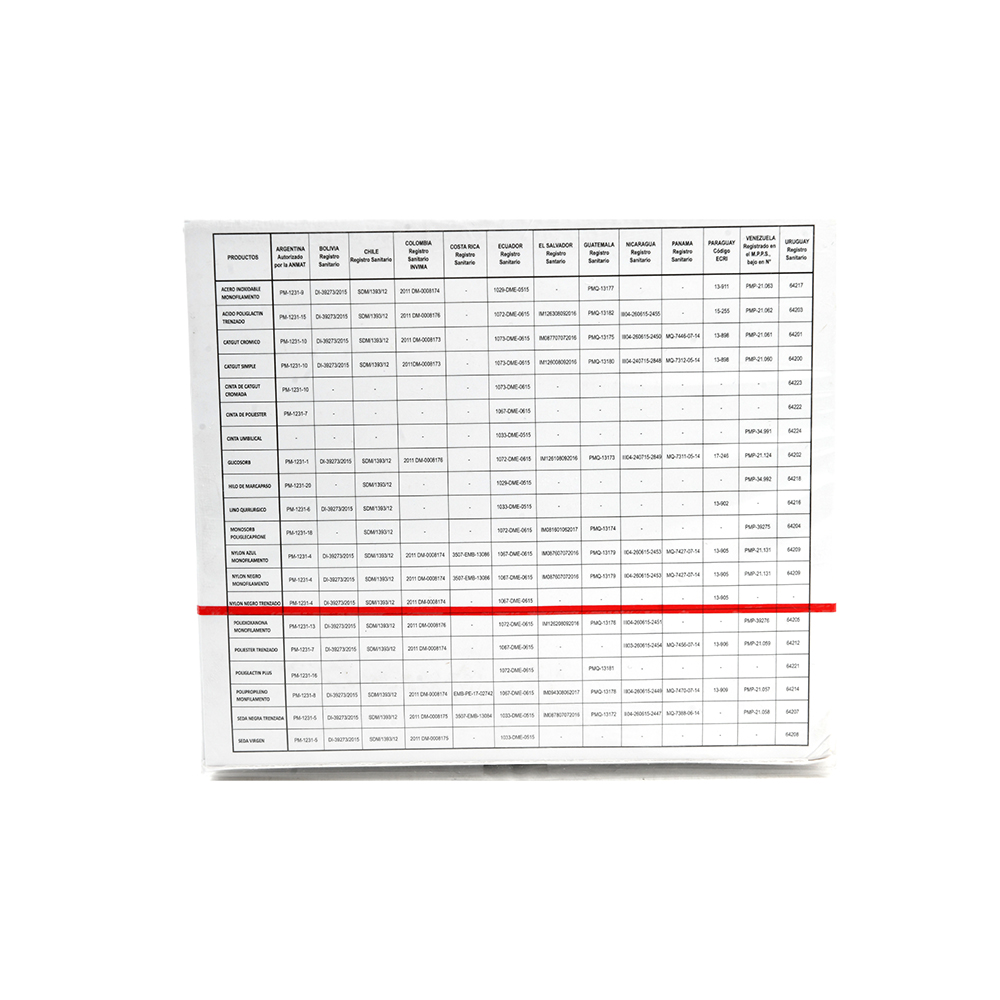 PRODUCTOS ARGENTINA Autorizado por la ANMAT BOLIVIA Registro Sanitario CHILE Registro Sanitario COLOMBIA Registro Sanitario INVIMA COSTA RICA Registro Sanitario ECUADOR Registro Sanitario EL SALVADOR Registro Sanitario GUATEMALA Registro Sanitario NICARAGUA Registro Sanitario PANAMA Registro Sanitario PARAGUAY Código ECRI VENEZUELA Registrado en el M.P.P.S., bajo en N° URUGUAY Registro Sanitario
ACERO INOXIDABLE MONOFILAMENTO PM-1231-9 DI-39273/2015 SDM/1393/12 2011 DM-0008174 - 1029-DME-0515 - PMQ-13177 - - 13-911 PMP-21.063 64217
ACIDO POLIGLACTIN TRENZADO PM-1231-15 DI-39273/2015 SDM/1393/12 2011 DM-0008176 - 1072-DME-0615 IM126308092016 PMQ-13182 III04-260615-2455 - 15-255 PMP-21.062 64203
CATGUT CROMICO PM-1231-10 DI-39273/2015 SDM/1393/12 2011 DM-0008173 - 1073-DME-0615 IM087707072016 PMQ-13175 III04-260615-2450 MQ-7446-07-14 13-898 PMP-21.061 64201
CATGUT SIMPLE PM-1231-10 DI-39273/2015 SDM/1393/12 2011DM-0008173 - 1073-DME-0615 IM126008092016 PMQ-13180 III04-240715-2848 MQ-7312-05-14 13-898 PMP-21.060 64200
CINTA DE CATGUT CROMADA PM-1231-10 - - - - 1073-DME-0615 - - - - - - 64223
CINTA DE POLIESTER PM-1231-7 - - - - 1067-DME-0615 - - - - - - 64222
CINTA UMBILICAL - - - - - 1033-DME-0515 - - - - - PMP-34.991 64224
GLICOSORB PM-1231-1 DI-39273/2015 SDM/1393/12 2011 DM-0008176 - 1072-DME-0615 IM126108092016 PMQ-13173 III04-240715-2849 MQ-7311-05-14 17-246 PMP-21.124 64202
HILO DE MARCAPASO PM-1231-20 - SDM/1393/12 - - 1029-DME-0515 - - - - - PMP-34.992 64218
LINO QUIRURGICO PM-1231-6 DI-39273/2015 SDM/1393/12 - - 1033-DME-0515 - - - - 13-902 - 64216
MONOSORB POLIGLECAPRONE PM-1231-18 - SDM/1393/12 - - 1072-DME-0615 IM081601062017 PMQ-13174 - - - PMP-39275 64204
NYLON AZUL MONOFILAMENTO PM-1231-4 DI-39273/2015 SDM/1393/12 2011 DM-0008174 3507-EMB-13086 1067-DME-0615 IM087607072016 PMQ-13179 III04-260615-2453 MQ-7427-07-14 13-905 PMP-21.131 64209
NYLON NEGRO MONOFILAMENTO PM-1231-4 DI-39273/2015 SDM/1393/12 2011 DM-0008174 3507-EMB-13086 1067-DME-0615 IM087607072016 PMQ-13179 III04-260615-2453 MQ-7427-07-14 13-905 PMP-21.131 64209
NYLON NEGRO TRENZADO PM-1231-4 DI-39273/2015 SDM/1393/12 2011 DM-0008174 - 1067-DME-0615 - - - - 13-905 - -
MONOFILAMENTO PM-1231-13 DI-39273/2015 SDM/1393/12 2011 DM-0008176 - 1072-DME-0615 IM126208092016 PMQ-13176 III04-260615-2451 - - PMP-39276 64205
POLIESTER TRENZADO PM-1231-7 DI-39273/2015 SDM/1393/12 2011 DM-0008174 - 1067-DME-0615 - - III03-260615-2454 MQ-7456-07-14 13-906 PMP-21.059 64212
POLIGLACTIN PLUS PM-1231-16 - - - - 1072-DME-0615 - PMQ-13181 - - - - 64221
POLIPROPILENO MONFILAMENTO PM-1231-8 DI-39273/2015 SDM/1393/12 2011 DM-0008174 EMB-PE-17-02742 1067-DME-0615 IM094308062017 PMQ-13178 III04-260615-2449 MQ-7470-07-14 13-909 PMP-21.057 64214
SEDA NEGRA TRENZADA PM-1231-5 DI-39273/2015 SDM/1393/12 2011 DM-0008175 3507-EMB-13084 1033-DME-0515 IM087807072016 PMQ-13172 III04-260615-2447 MQ-7388-06-14 - PMP-21.058 64207
SEDA VIRGEN PM-1231-5 DI-39273/2015 SDM/1393/12 2011 DM-0008175 - 1033-DME-0515 - - - - - - 64208